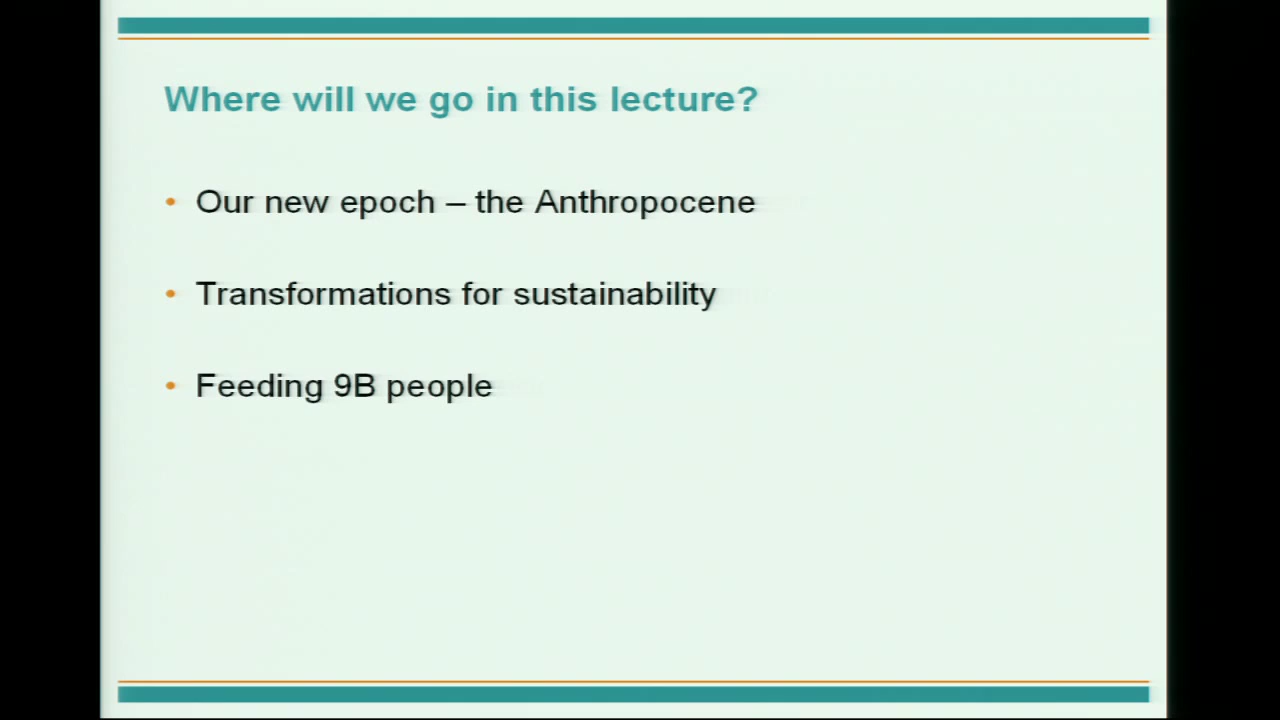 Where will we go in this lecture?
• Our new epoch – the Anthropocene
• Transformations for sustainability
• Feeding 9B people